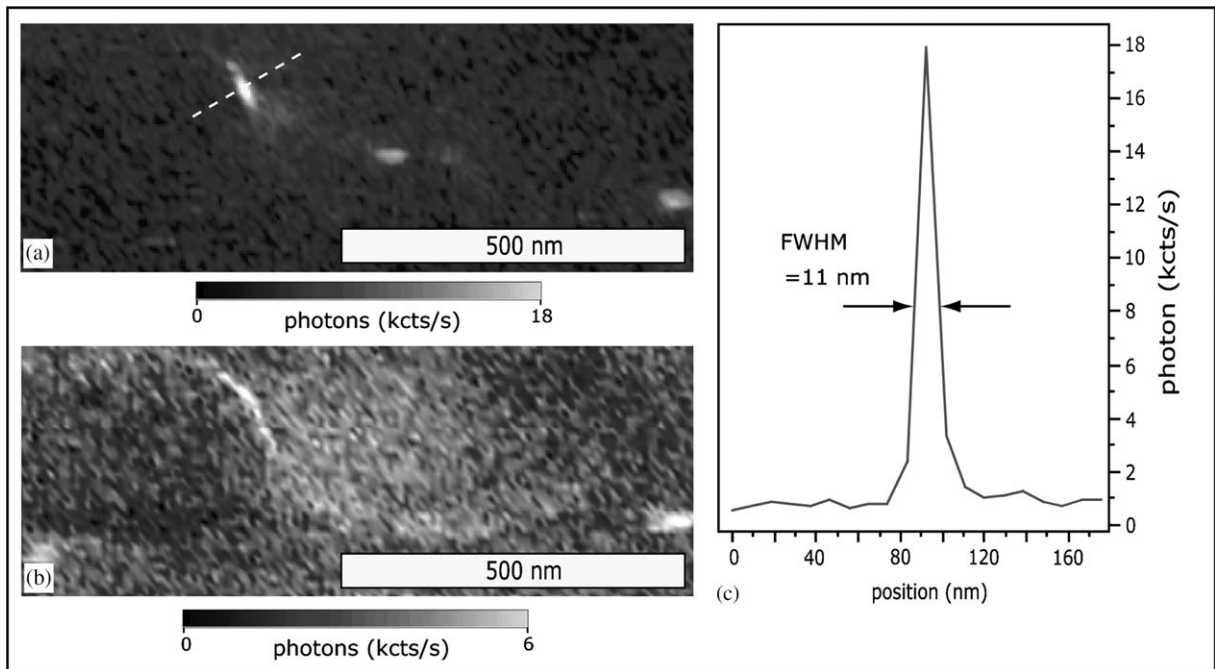 (a)
500 nm
0
18
photons (kcts/s)
(b)
500 nm
0
6
photons (kcts/s)
FWHM
=11 nm
18
16
14
12
10
8
6
4
2
0
photon (kcts/s)
0 40 80 120 160
position (nm)
(c)